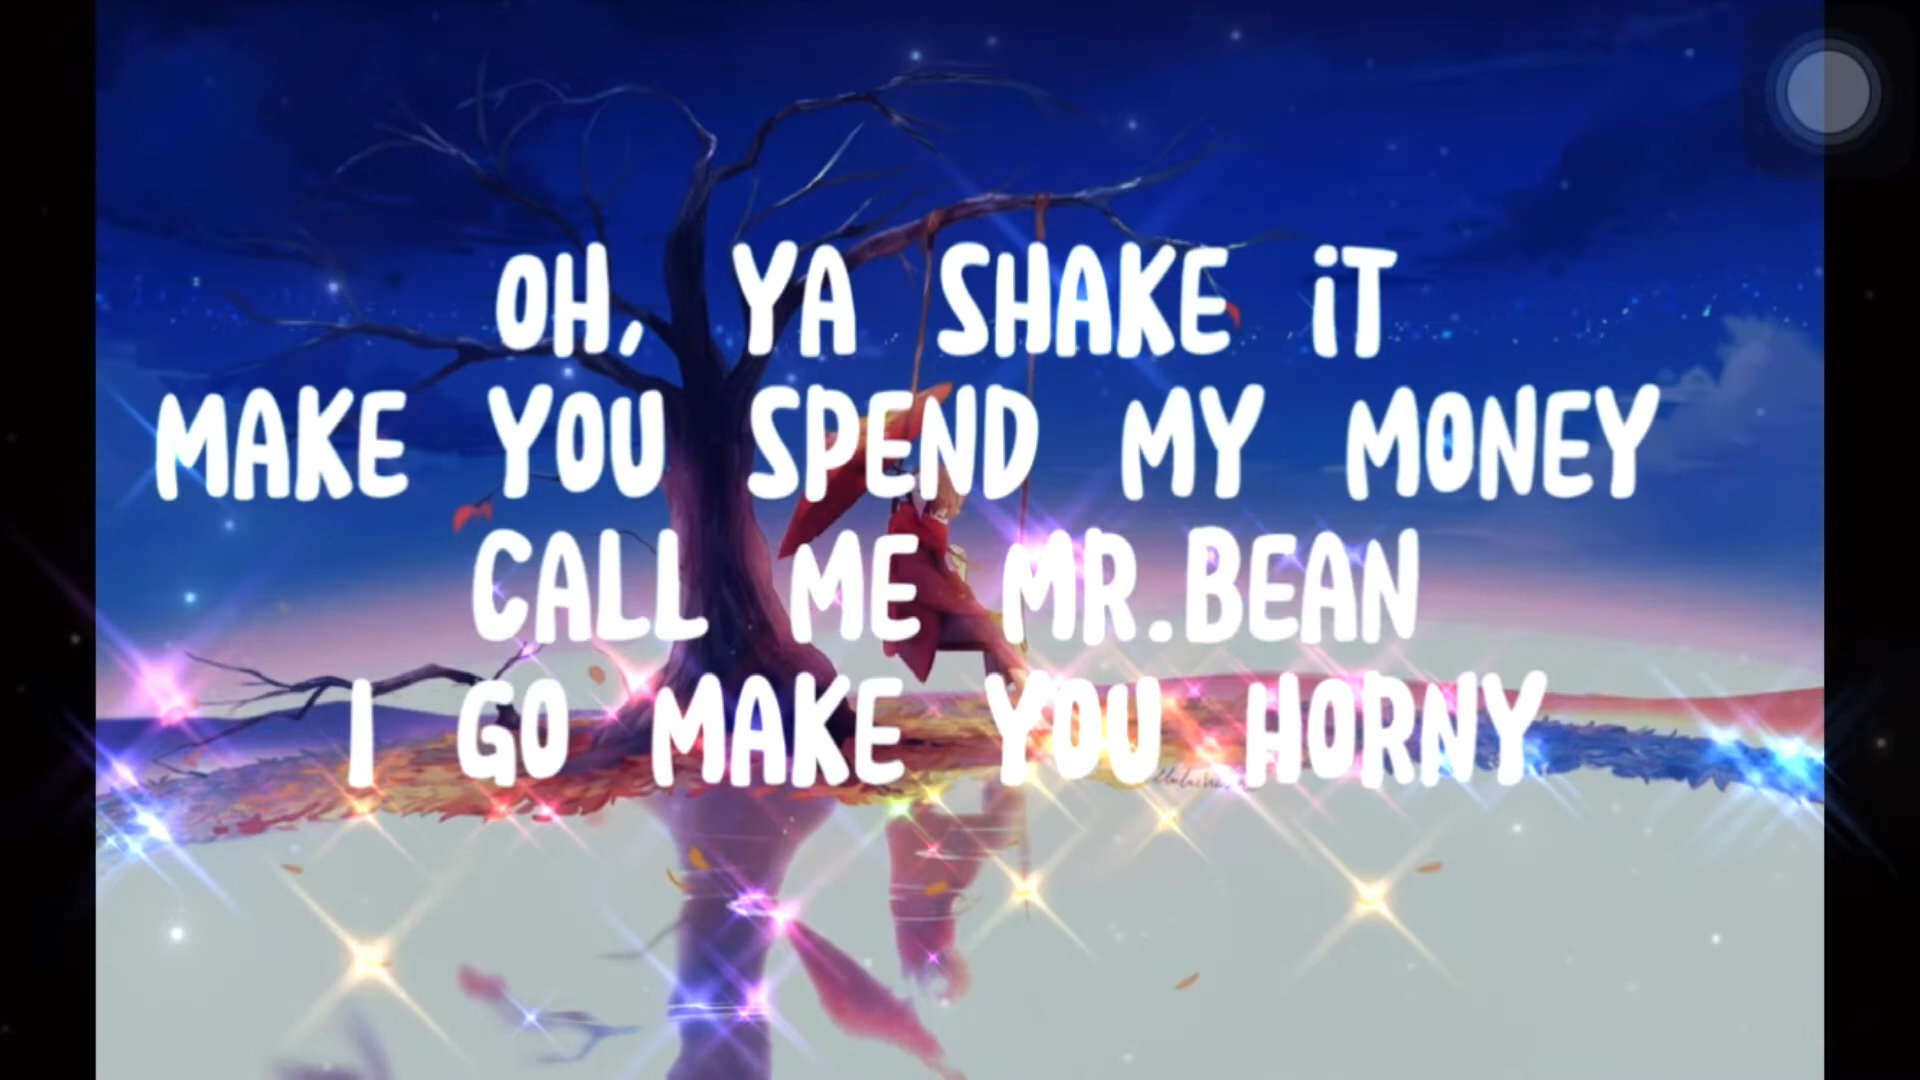 OH, YA SHAKE iT
MAKE YOU SPEND MY MONEY
CALL ME MR.BEAN
I GO MAKE YOU HORNY